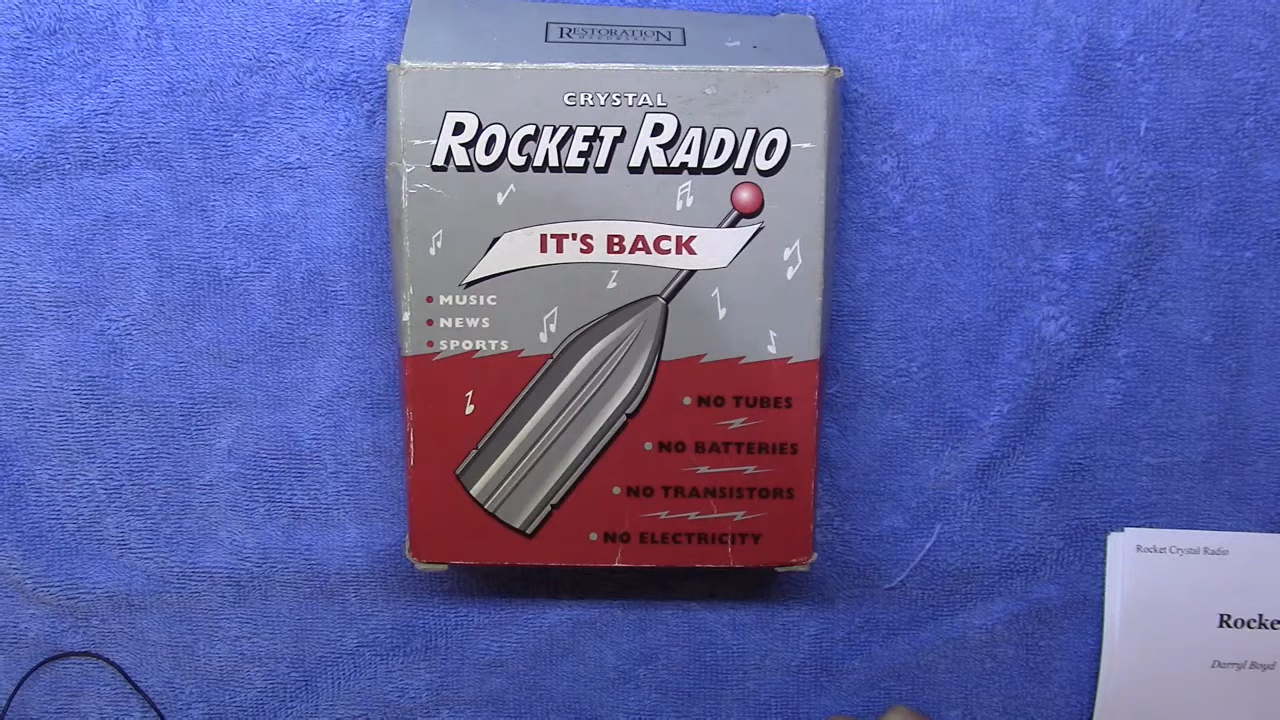 RESTORATION
HARDWARE
CRYSTAL
ROCKET RADIO
IT'S BACK
• MUSIC
• NEWS
• SPORTS
• NO TUBES
• NO BATTERIES
• NO TRANSISTORS
• NO ELECTRICITY
Rocket Crystal Radio
Rocke
Darryl Boyd